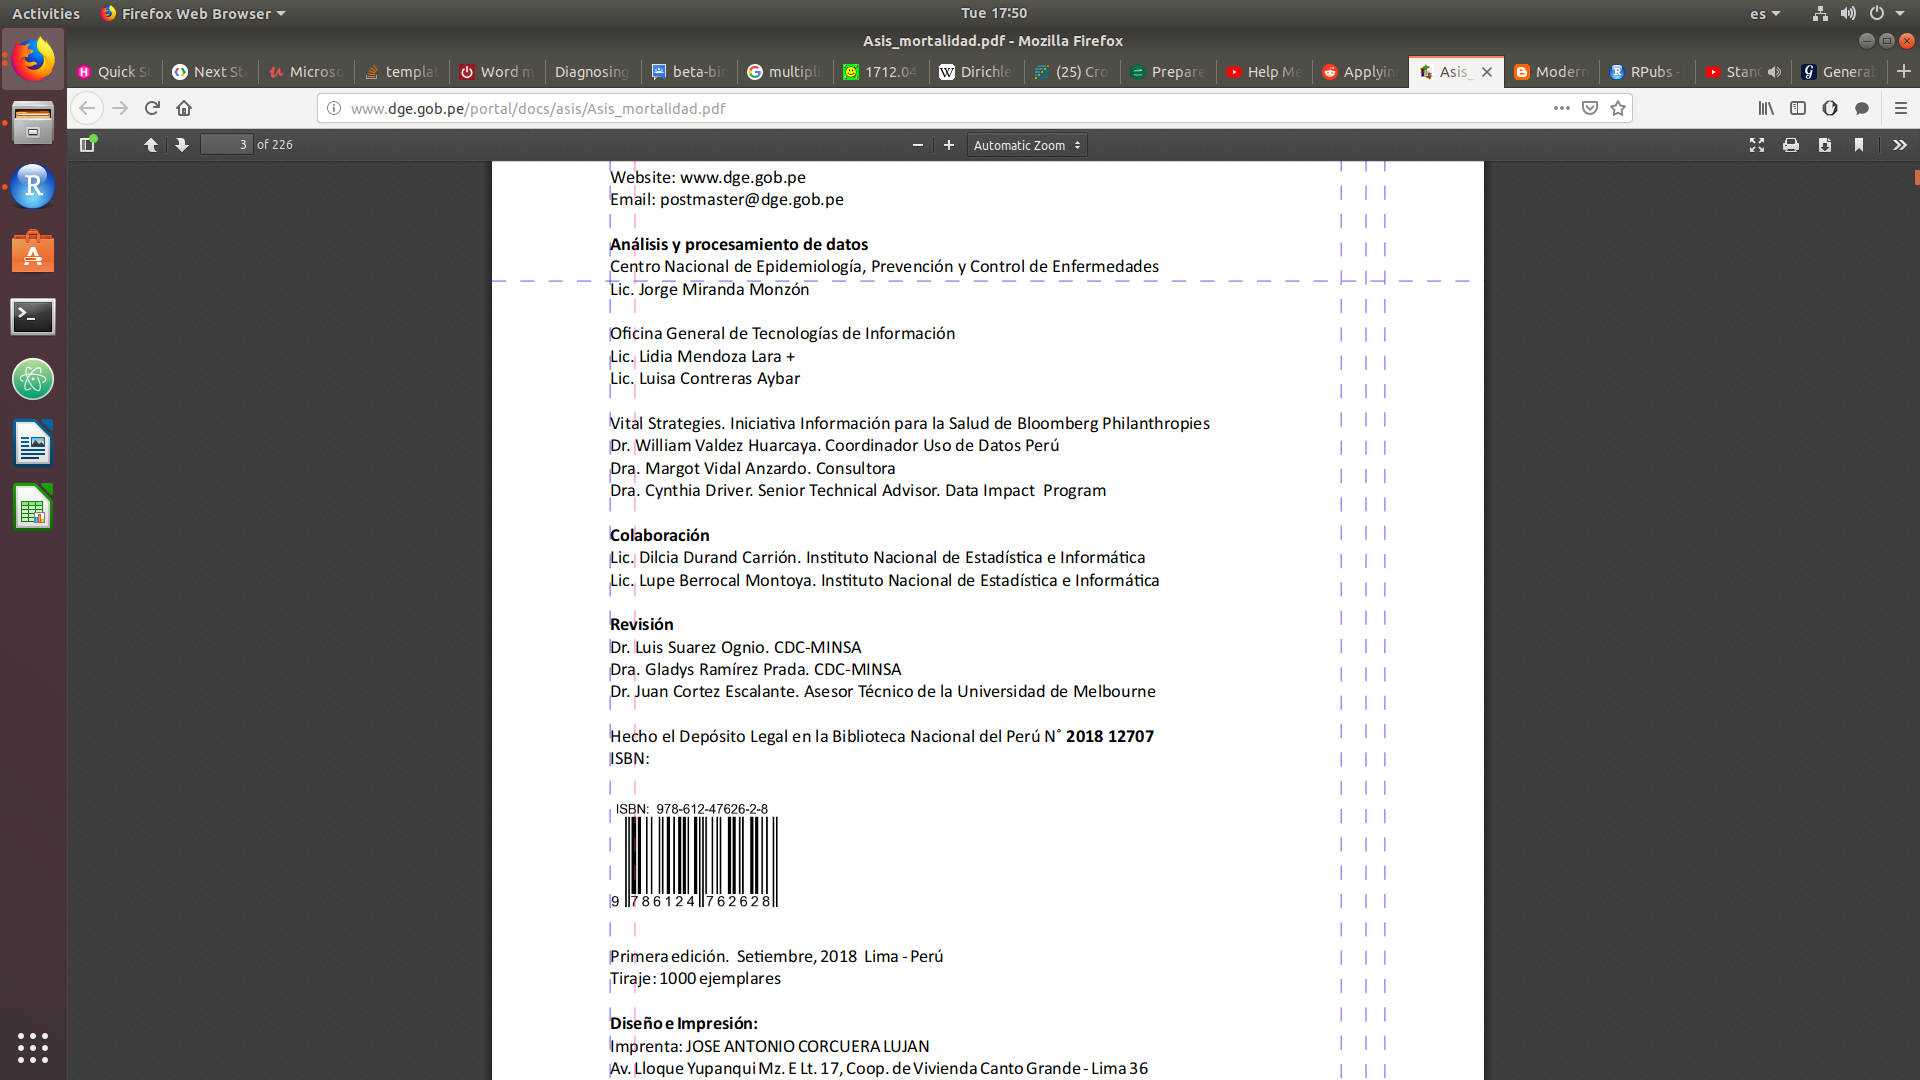 Activities
Firefox Web Browser
Tue 17:50
es
Asis_mortalidad.pdf - Mozilla Firefox
Quick S
Next St
Micros
templa
Word m
Diagnosing
beta-bi
multipl
1712.04
Dirichle
(25) Cro
Prepare
Help Me
Applyin
Asis_
Modern
RPubs -
Stan
General
www.dge.gob.pe/portal/docs/asis/Asis_mortalidad.pdf
3 of 226
Automatic Zoom
Website: www.dge.gob.pe
Email: postmaster@dge.gob.pe
Análisis y procesamiento de datos
Centro Nacional de Epidemiología, Prevención y Control de Enfermedades
Lic. Jorge Miranda Monzón
Oficina General de Tecnologías de Información
Lic. Lidia Mendoza Lara +
Lic. Luisa Contreras Aybar
Vital Strategies. Iniciativa Información para la Salud de Bloomberg Philanthropies
Dr. William Valdez Huarcaya. Coordinador Uso de Datos Perú
Dra. Margot Vidal Anzardo. Consultora
Dra. Cynthia Driver. Senior Technical Advisor. Data Impact Program
Colaboración
Lic. Dilcia Durand Carrión. Instituto Nacional de Estadística e Informática
Lic. Lupe Berrocal Montoya. Instituto Nacional de Estadística e Informática
Revisión
Dr. Luis Suarez Ognio. CDC-MINSA
Dra. Gladys Ramírez Prada. CDC-MINSA
Dr. Juan Cortez Escalante. Asesor Técnico de la Universidad de Melbourne
Hecho el Depósito Legal en la Biblioteca Nacional del Perú N° 2018 12707
ISBN:
ISBN: 978-612-47626-2-8
9 786124 762628
Primera edición. Setiembre, 2018 Lima - Perú
Tiraje: 1000 ejemplares
Diseño e Impresión:
Imprenta: JOSE ANTONIO CORCUERA LUJAN
Av. Lloque Yupanqui Mz. E Lt. 17, Coop. de Vivienda Canto Grande - Lima 36